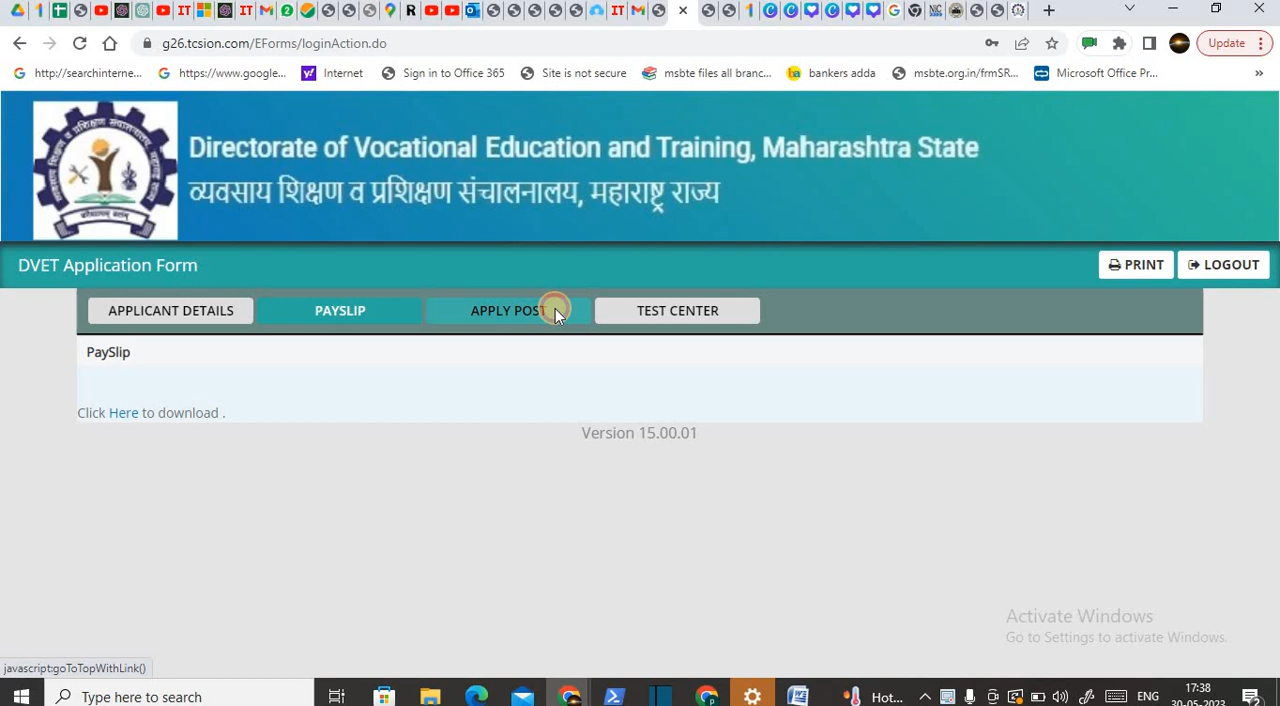 g26.tcsion.com/EForms/loginAction.do
Update
http://searchinterne...
https://www.google...
Internet
Sign in to Office 365
Site is not secure
msbte files all branc...
bankers adda
msbte.org.in/frmSR...
Microsoft Office Pr...
»
Directorate of Vocational Education and Training, Maharashtra State
व्यवसाय शिक्षण व प्रशिक्षण संचालनालय, महाराष्ट्र राज्य
DVET Application Form
PRINT
LOGOUT
APPLICANT DETAILS
PAYSLIP
APPLY POST
TEST CENTER
PaySlip
Click Here to download .
Version 15.00.01
Activate Windows
Go to Settings to activate Windows.
javascript:goToTopWithLink()
Type here to search
Hot...
ENG
17:38
30-05-2023